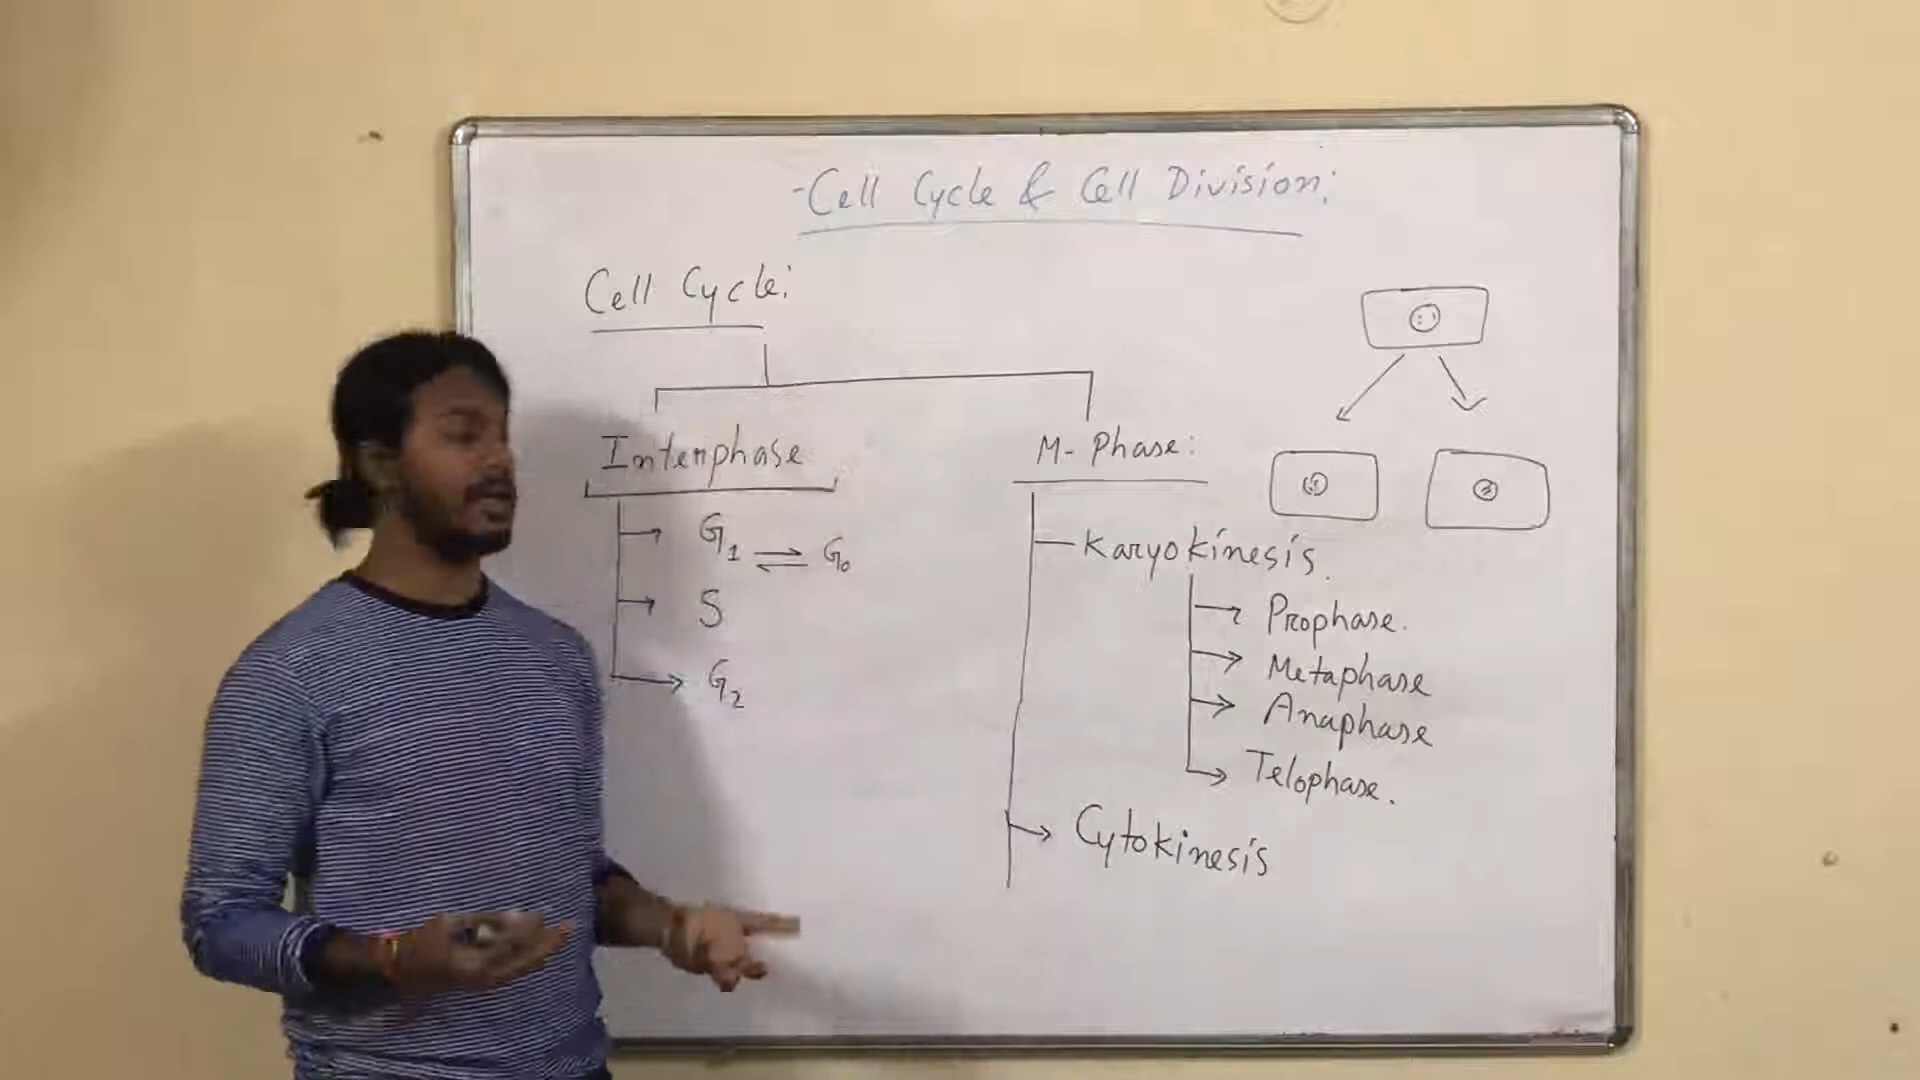 -Cell Cycle & Cell Division:
Cell Cycle:
Interphase
G1 ⇌ G0
S
G2
M-Phase:
Karyokinesis.
Prophase.
Metaphase
Anaphase
Telophase.
Cytokinesis